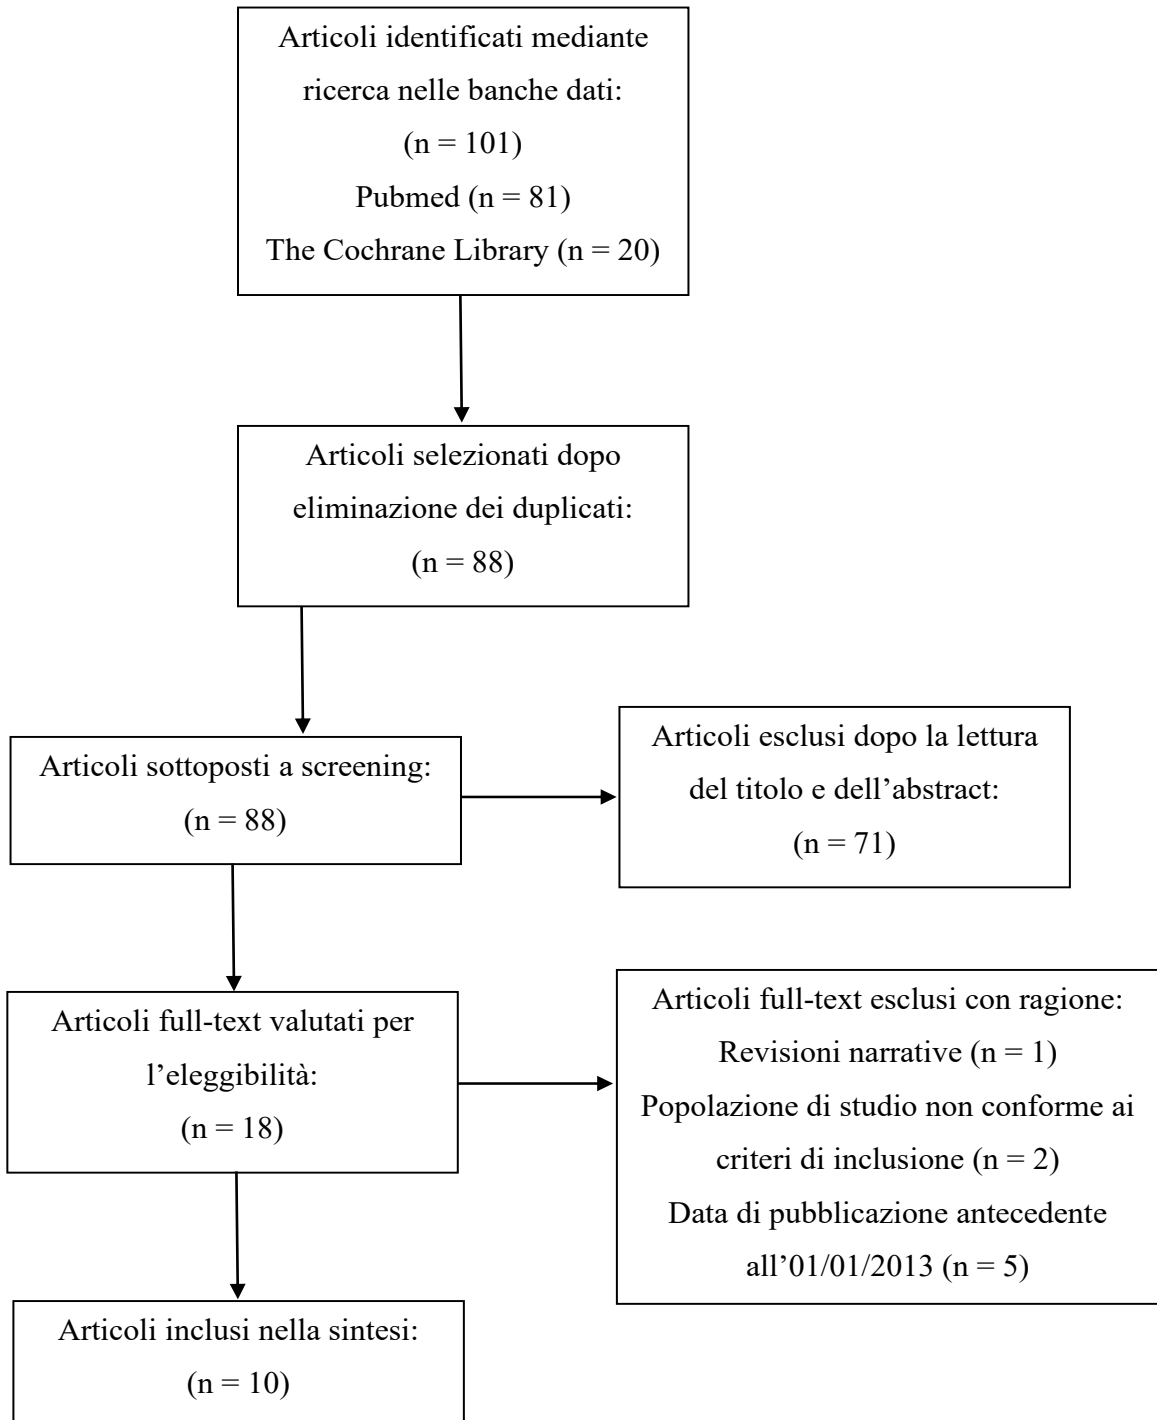 Articoli identificati mediante
ricerca nelle banche dati:
(n = 101)
Pubmed (n = 81)
The Cochrane Library (n = 20)
Articoli selezionati dopo
eliminazione dei duplicati:
(n = 88)
Articoli sottoposti a screening:
(n = 88)
Articoli esclusi dopo la lettura
del titolo e dell’abstract:
(n = 71)
Articoli full-text valutati per
l’eleggibilità:
(n = 18)
Articoli full-text esclusi con ragione:
Revisioni narrative (n = 1)
Popolazione di studio non conforme ai
criteri di inclusione (n = 2)
Data di pubblicazione antecedente
all’01/01/2013 (n = 5)
Articoli inclusi nella sintesi:
(n = 10)